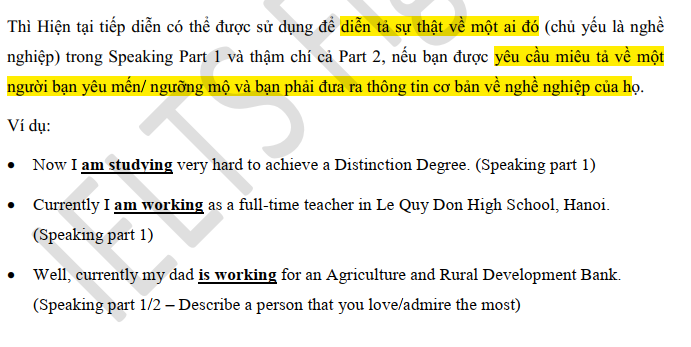 Thì Hiện tại tiếp diễn có thể được sử dụng để diễn tả sự thật về một ai đó (chủ yếu là nghề
nghiệp) trong Speaking Part 1 và thậm chí cả Part 2, nếu bạn được yêu cầu miêu tả về một
người bạn yêu mến/ ngưỡng mộ và bạn phải đưa ra thông tin cơ bản về nghề nghiệp của họ.
Ví dụ:
• Now I am studying very hard to achieve a Distinction Degree. (Speaking part 1)
• Currently I am working as a full-time teacher in Le Quy Don High School, Hanoi.
(Speaking part 1)
• Well, currently my dad is working for an Agriculture and Rural Development Bank.
(Speaking part 1/2 – Describe a person that you love/admire the most)
IELTS Fi